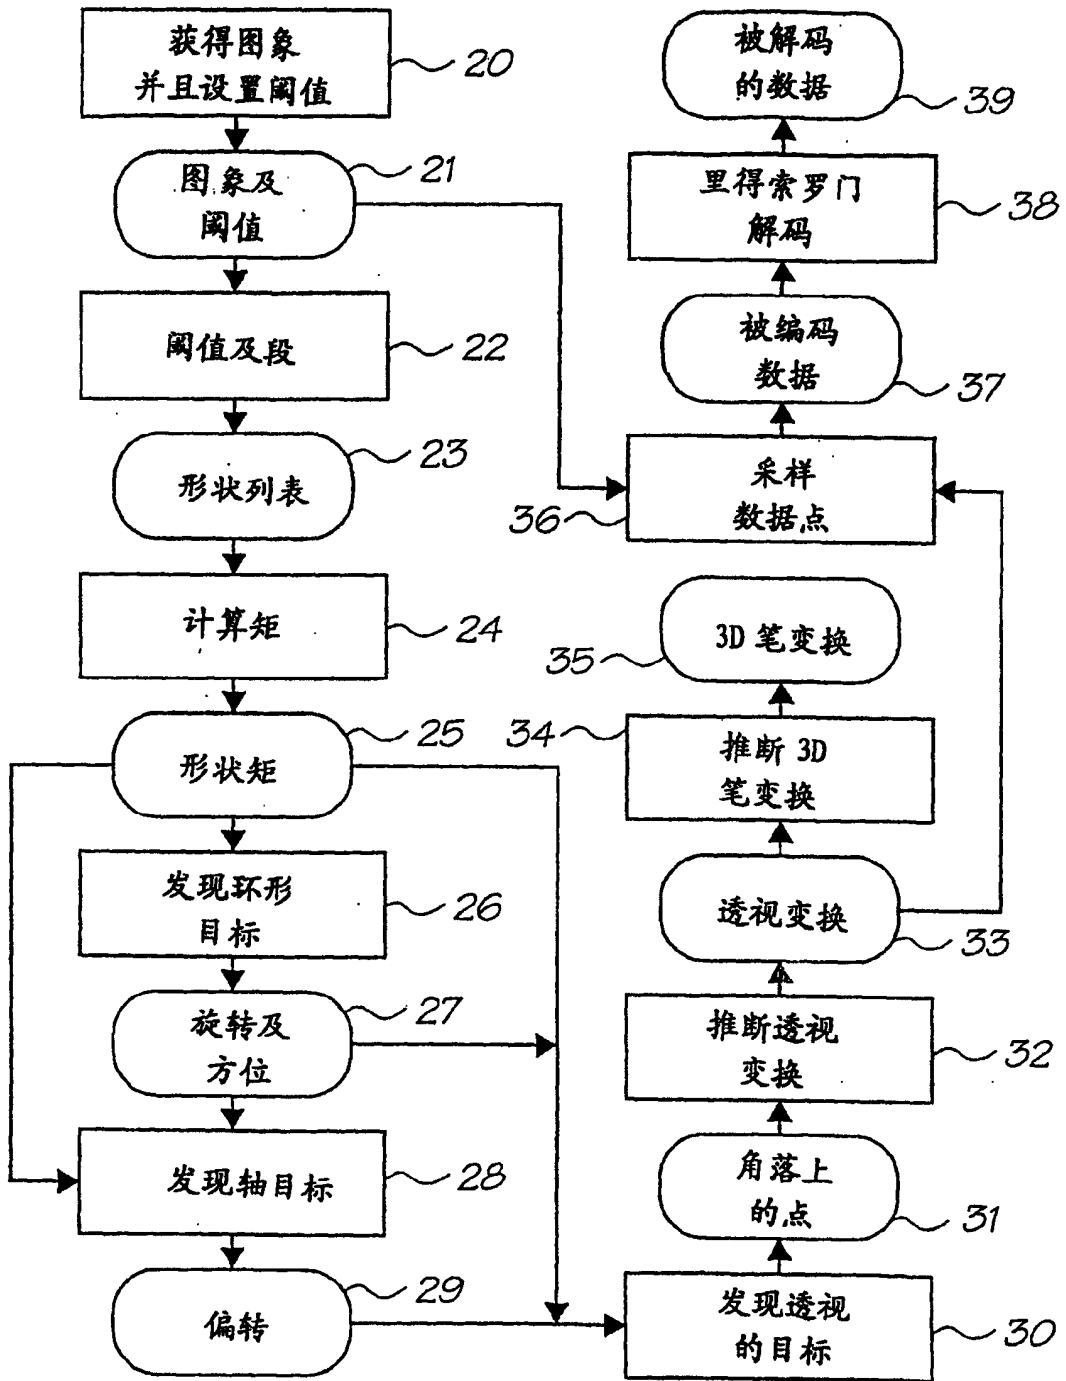 获得图象
并且设置阈值
20
图象及
阈值
21
阈值及段
22
形状列表
23
计算矩
24
形状矩
25
发现环形
目标
26
旋转及
方位
27
发现轴目标
28
偏转
29
被解码
的数据
39
里得索罗门
解码
38
被编码
数据
37
采样
数据点
36
3D 笔变换
35
推断 3D
笔变换
34
透视变换
33
推断透视
变换
32
角落上
的点
31
发现透视
的目标
30